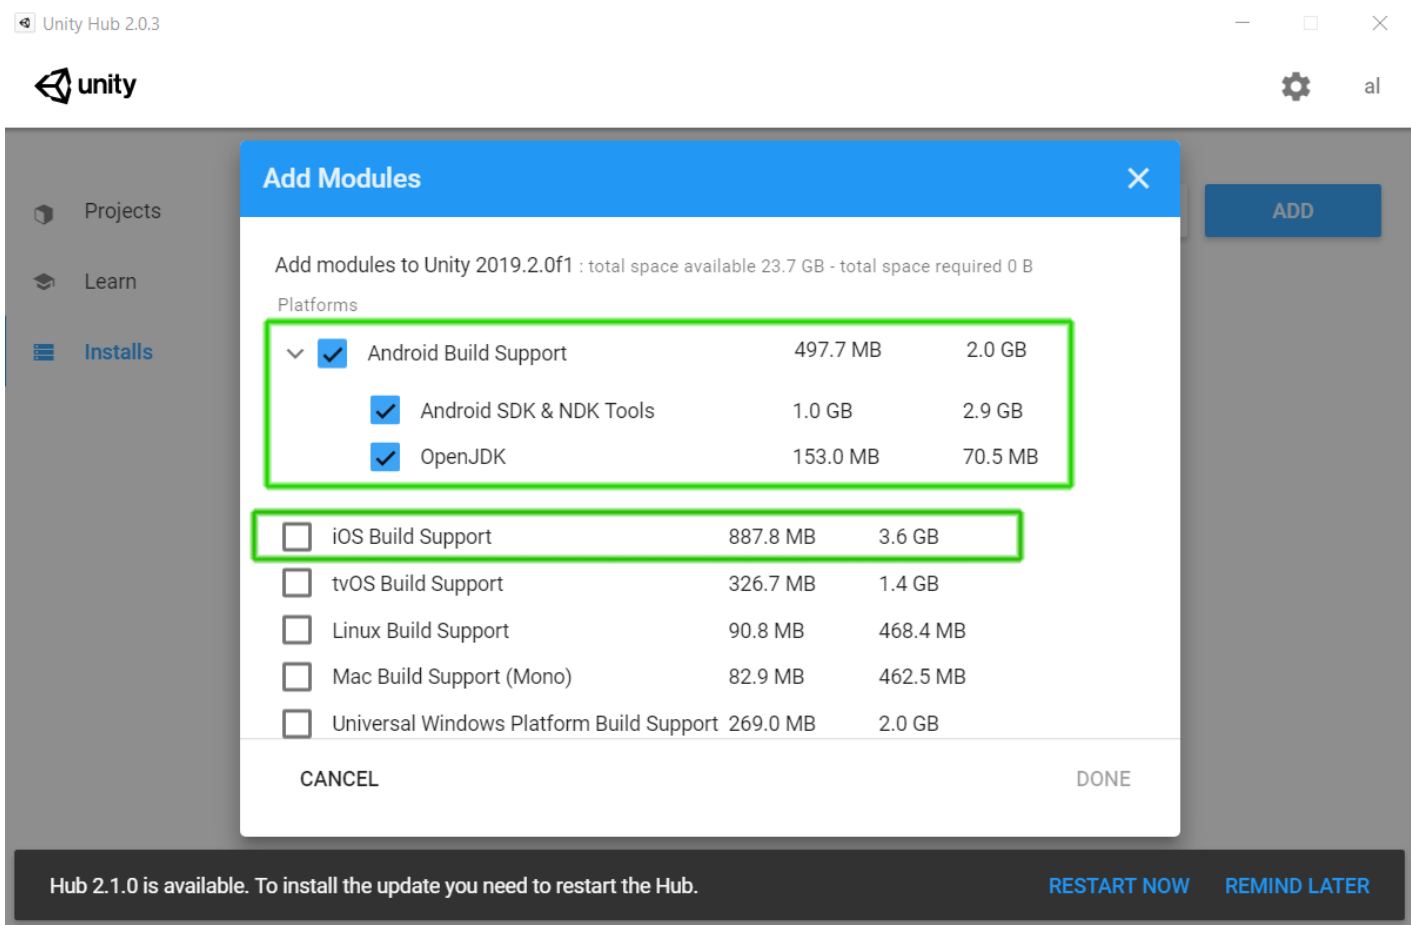 Unity Hub 2.0.3
unity
al
Add Modules
Projects
ADD
Learn
Add modules to Unity 2019.2.0f1 : total space available 23.7 GB - total space required 0 B
Platforms
Installs
Android Build Support 497.7 MB 2.0 GB
Android SDK & NDK Tools 1.0 GB 2.9 GB
OpenJDK 153.0 MB 70.5 MB
iOS Build Support 887.8 MB 3.6 GB
tvOS Build Support 326.7 MB 1.4 GB
Linux Build Support 90.8 MB 468.4 MB
Mac Build Support (Mono) 82.9 MB 462.5 MB
Universal Windows Platform Build Support 269.0 MB 2.0 GB
CANCEL DONE
Hub 2.1.0 is available. To install the update you need to restart the Hub. RESTART NOW REMIND LATER